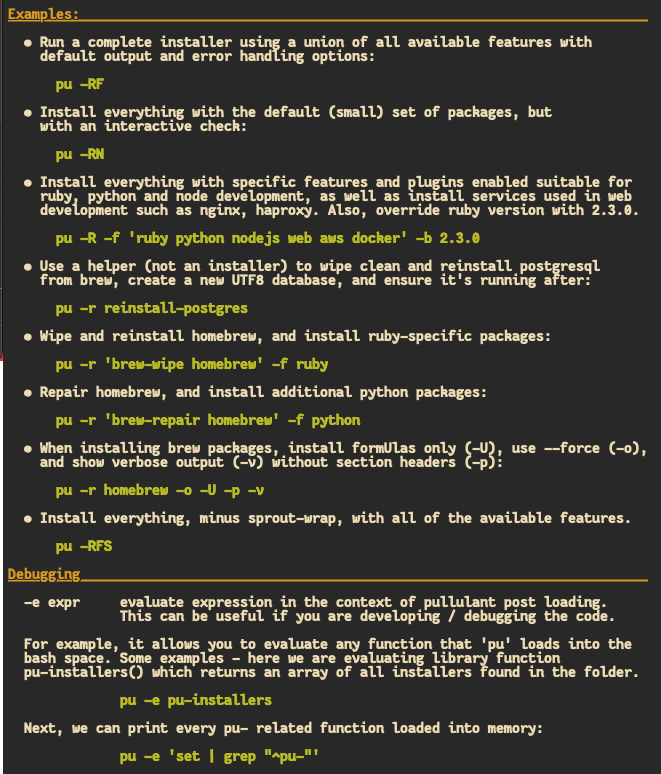 Examples:
● Run a complete installer using a union of all available features with
default output and error handling options:
pu -RF
● Install everything with the default (small) set of packages, but
with an interactive check:
pu -RN
● Install everything with specific features and plugins enabled suitable for
ruby, python and node development, as well as install services used in web
development such as nginx, haproxy. Also, override ruby version with 2.3.0.
pu -R -f 'ruby python nodejs web aws docker' -b 2.3.0
● Use a helper (not an installer) to wipe clean and reinstall postgresql
from brew, create a new UTF8 database, and ensure it's running after:
pu -r reinstall-postgres
● Wipe and reinstall homebrew, and install ruby-specific packages:
pu -r 'brew-wipe homebrew' -f ruby
● Repair homebrew, and install additional python packages:
pu -r 'brew-repair homebrew' -f python
● When installing brew packages, install formUlas only (-U), use --force (-o),
and show verbose output (-v) without section headers (-p):
pu -r homebrew -o -U -p -v
● Install everything, minus sprout-wrap, with all of the available features.
pu -RFS
Debugging
-e expr evaluate expression in the context of pullulant post loading.
This can be useful if you are developing / debugging the code.
For example, it allows you to evaluate any function that 'pu' loads into the
bash space. Some examples - here we are evaluating library function
pu-installers() which returns an array of all installers found in the folder.
pu -e pu-installers
Next, we can print every pu- related function loaded into memory:
pu -e 'set | grep "^pu-"'